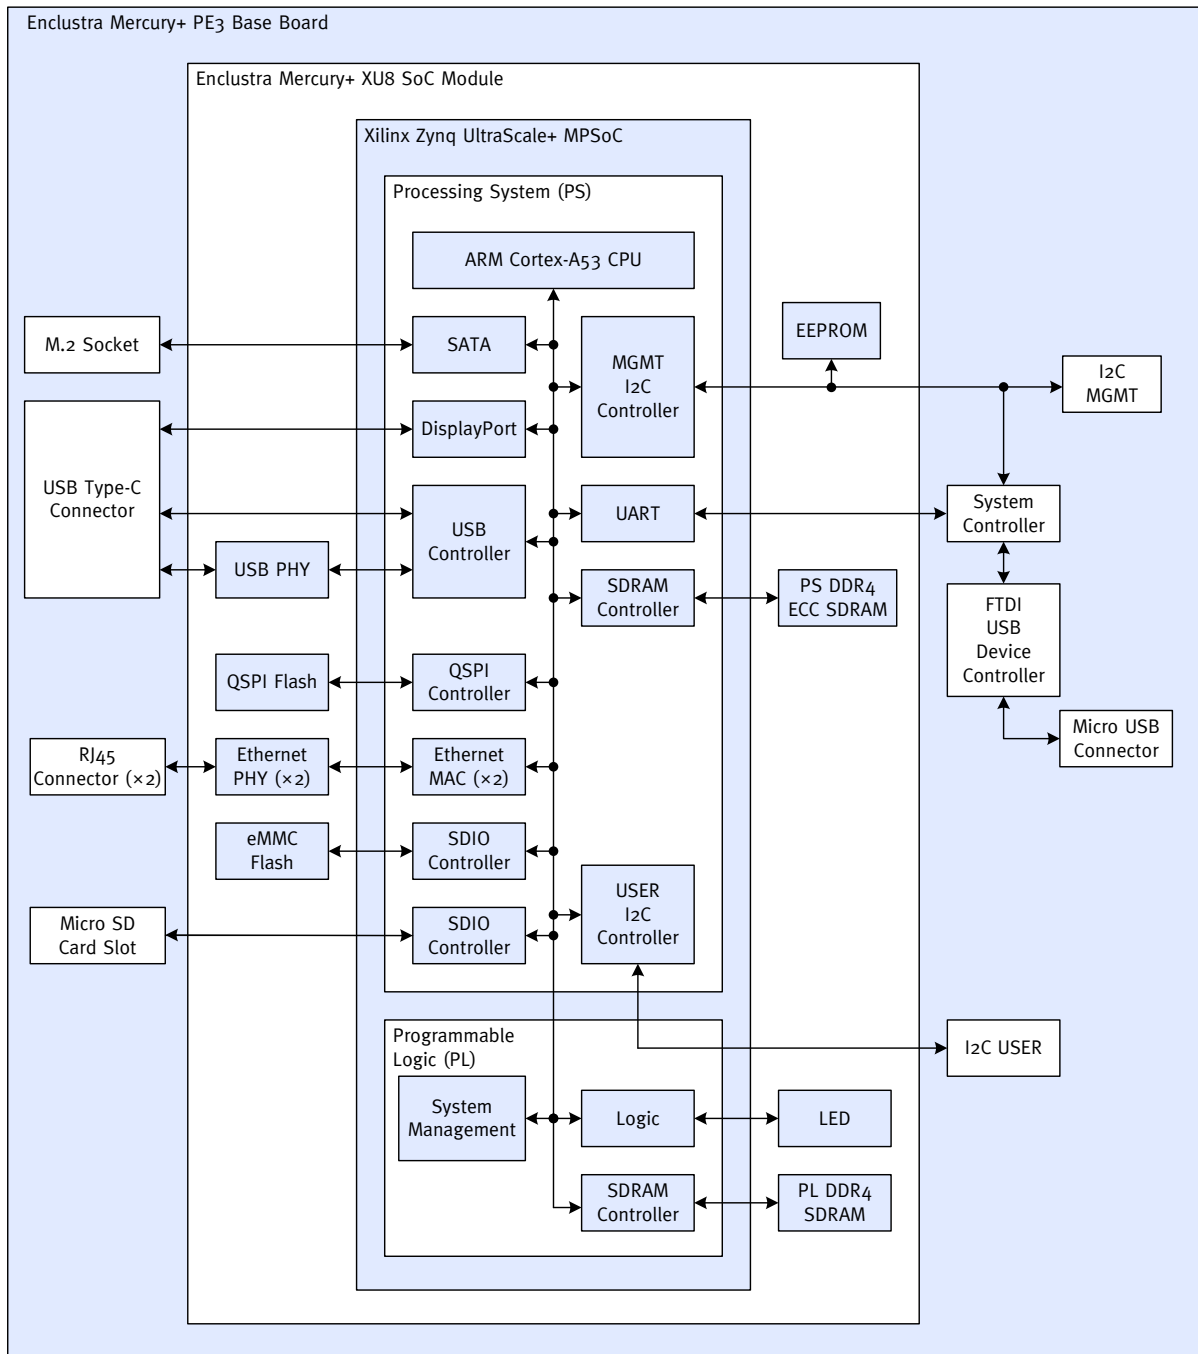 Enclustra Mercury+ PE3 Base Board
Enclustra Mercury+ XU8 SoC Module
Xilinx Zynq UltraScale+ MPSoC
Processing System (PS)
ARM Cortex-A53 CPU
M.2 Socket
SATA
MGMT
I2C
Controller
EEPROM
I2C
MGMT
DisplayPort
USB Type-C
Connector
USB
Controller
UART
System
Controller
USB PHY
SDRAM
Controller
PS DDR4
ECC SDRAM
FTDI
USB
Device
Controller
QSPI Flash
QSPI
Controller
Micro USB
Connector
RJ45
Connector (×2)
Ethernet
PHY (×2)
Ethernet
MAC (×2)
eMMC
Flash
SDIO
Controller
USER
I2C
Controller
Micro SD
Card Slot
SDIO
Controller
Programmable
Logic (PL)
I2C USER
System
Management
Logic
LED
SDRAM
Controller
PL DDR4
SDRAM